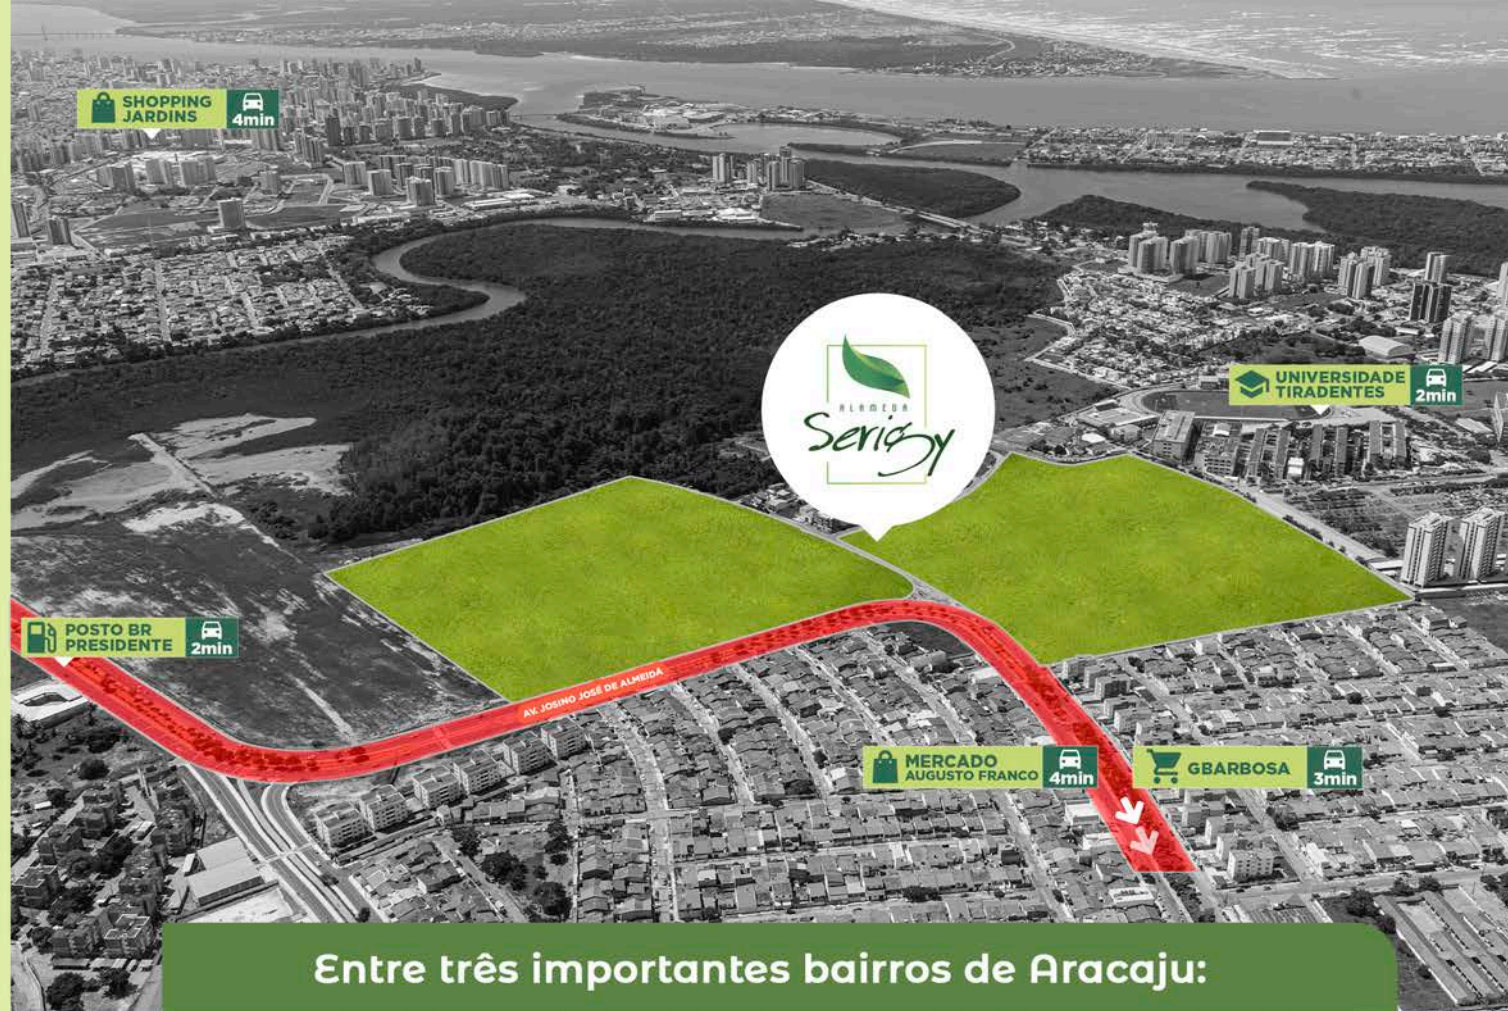 SHOPPING
JARDINS
4min
ALAMEDA
Serigy
UNIVERSIDADE
TIRADENTES
2min
POSTO BR
PRESIDENTE
2min
AV. JOSINO JOSÉ DE ALMEIDA
MERCADO
AUGUSTO FRANCO
4min
GBARBOSA
3min
Entre três importantes bairros de Aracaju: